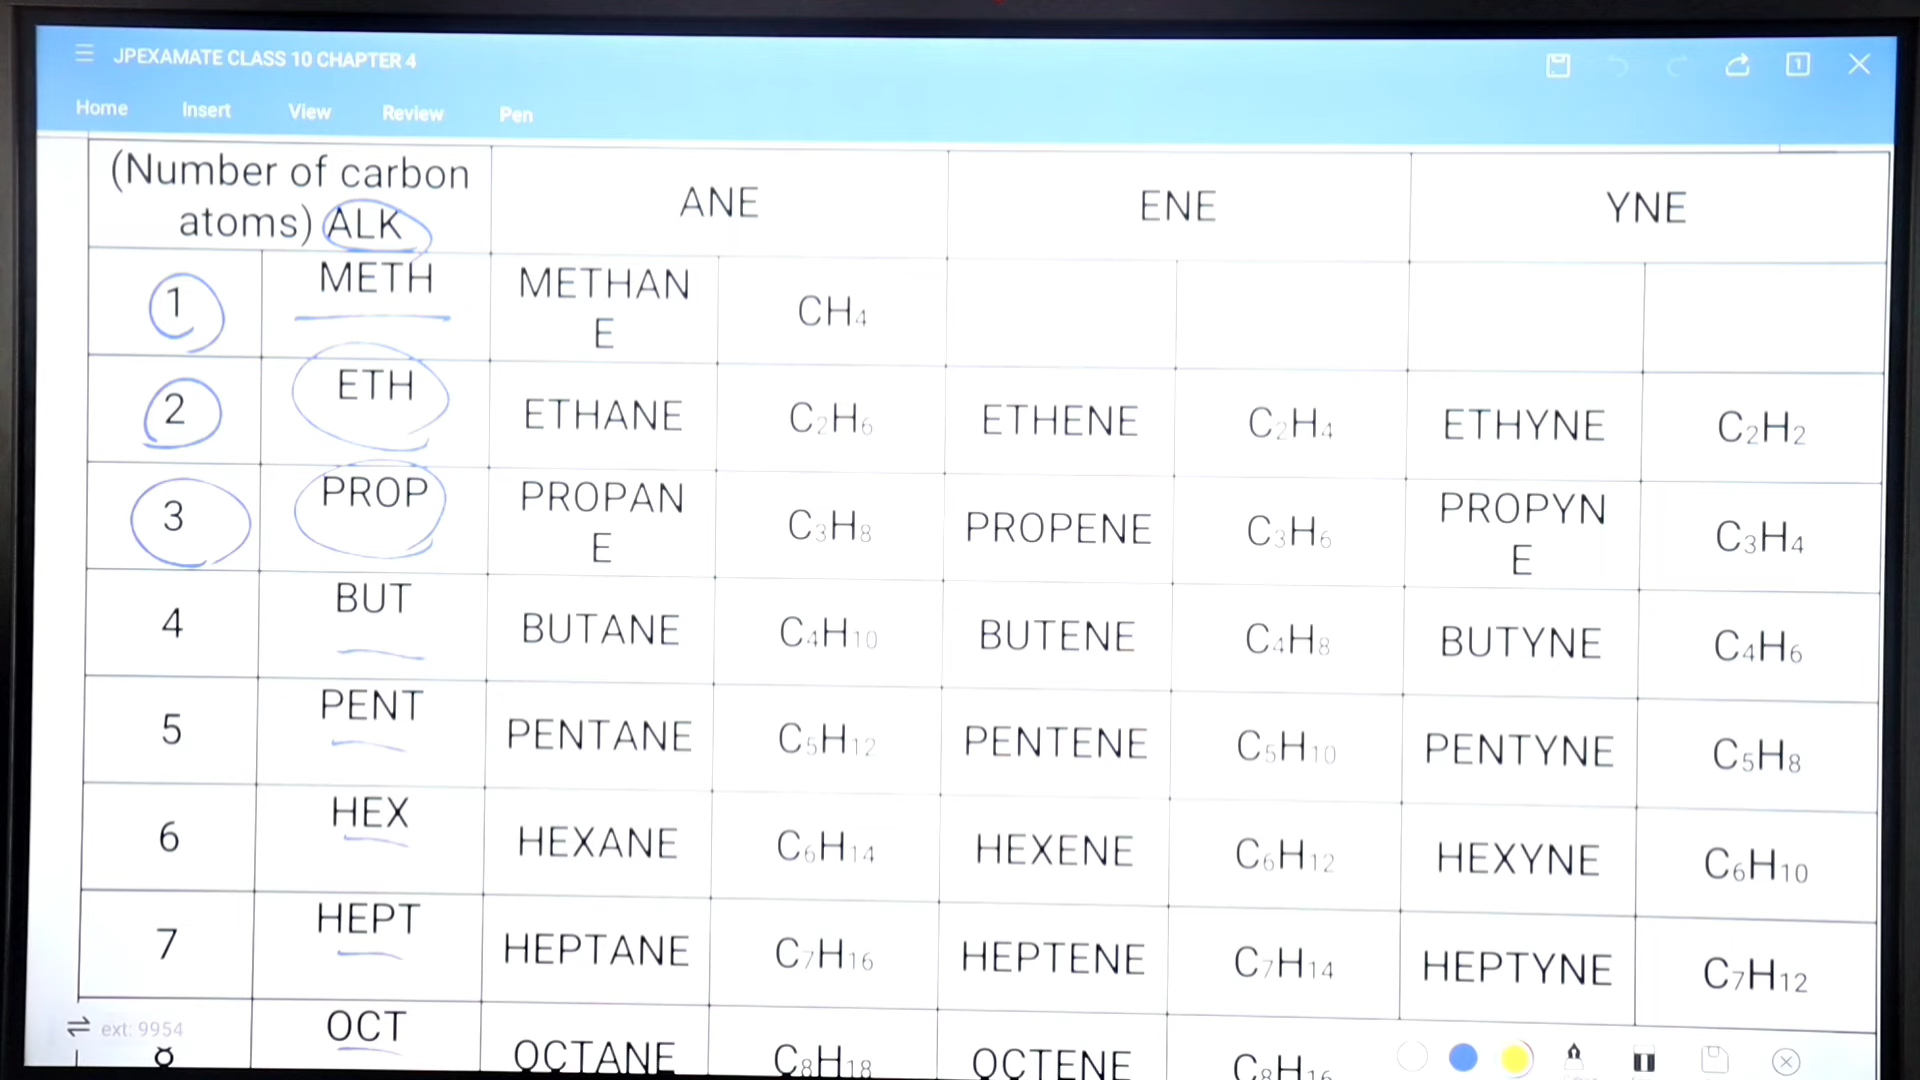 JPEXAMATE CLASS 10 CHAPTER 4
1
Home Insert View Review Pen
(Number of carbon
atoms) ALK
ANE
ENE
YNE
1
METH
METHAN
E
CH₄
2
ETH
ETHANE
C₂H₆
ETHENE
C₂H₄
ETHYNE
C₂H₂
3
PROP
PROPAN
E
C₃H₈
PROPENE
C₃H₆
PROPYN
E
C₃H₄
4
BUT
BUTANE
C₄H₁₀
BUTENE
C₄H₈
BUTYNE
C₄H₆
5
PENT
PENTANE
C₅H₁₂
PENTENE
C₅H₁₀
PENTYNE
C₅H₈
6
HEX
HEXANE
C₆H₁₄
HEXENE
C₆H₁₂
HEXYNE
C₆H₁₀
7
HEPT
HEPTANE
C₇H₁₆
HEPTENE
C₇H₁₄
HEPTYNE
C₇H₁₂
ext: 9954
8
OCT
OCTANE
C₈H₁₈
OCTENE
C₈H₁₆